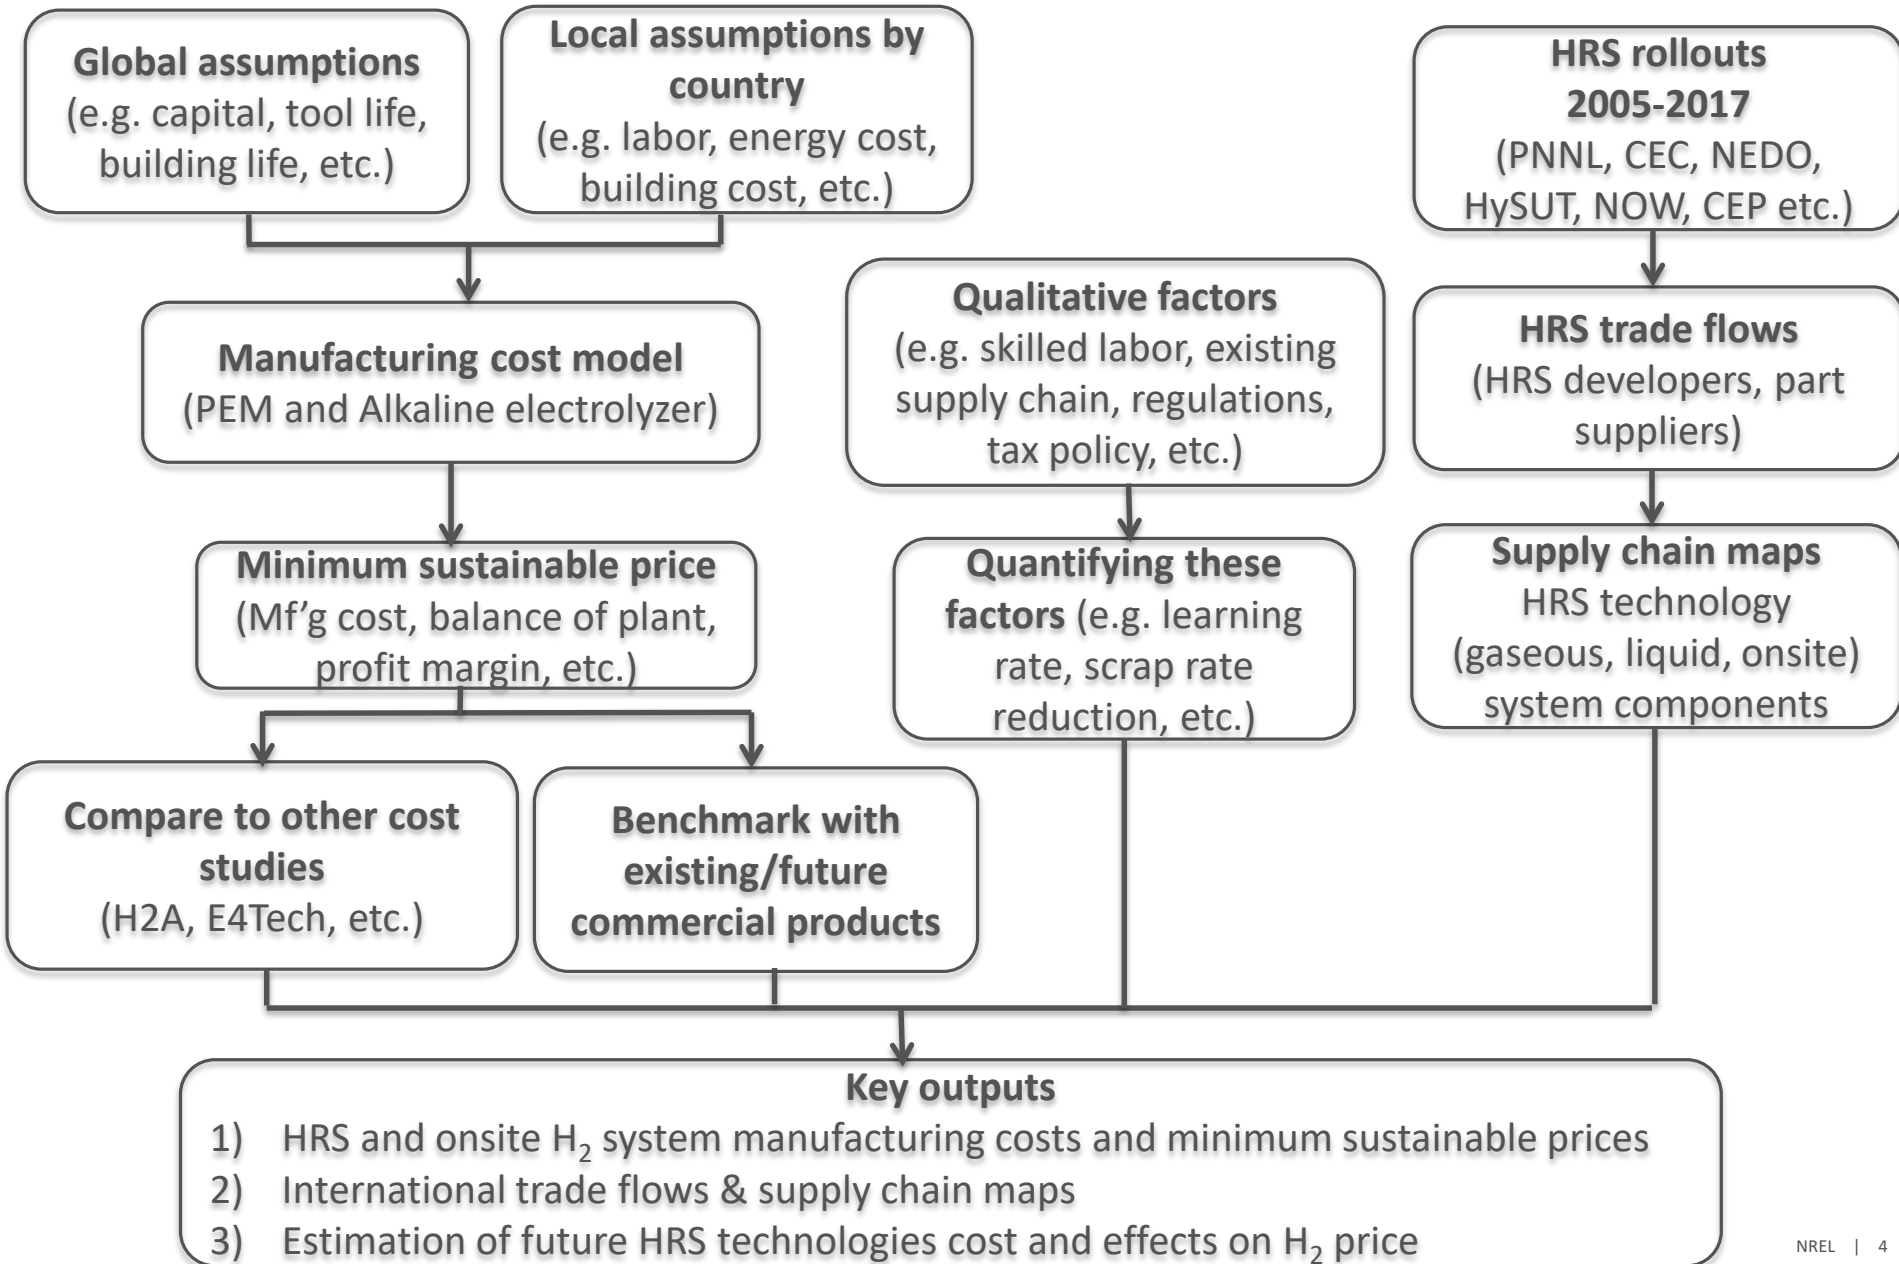 Global assumptions
(e.g. capital, tool life,
building life, etc.)
Local assumptions by
country
(e.g. labor, energy cost,
building cost, etc.)
HRS rollouts
2005-2017
(PNNL, CEC, NEDO,
HySUT, NOW, CEP etc.)
Manufacturing cost model
(PEM and Alkaline electrolyzer)
Qualitative factors
(e.g. skilled labor, existing
supply chain, regulations,
tax policy, etc.)
HRS trade flows
(HRS developers, part
suppliers)
Minimum sustainable price
(Mf’g cost, balance of plant,
profit margin, etc.)
Quantifying these
factors (e.g. learning
rate, scrap rate
reduction, etc.)
Supply chain maps
HRS technology
(gaseous, liquid, onsite)
system components
Compare to other cost
studies
(H2A, E4Tech, etc.)
Benchmark with
existing/future
commercial products
Key outputs
1) HRS and onsite H₂ system manufacturing costs and minimum sustainable prices
2) International trade flows & supply chain maps
3) Estimation of future HRS technologies cost and effects on H₂ price
NREL | 4